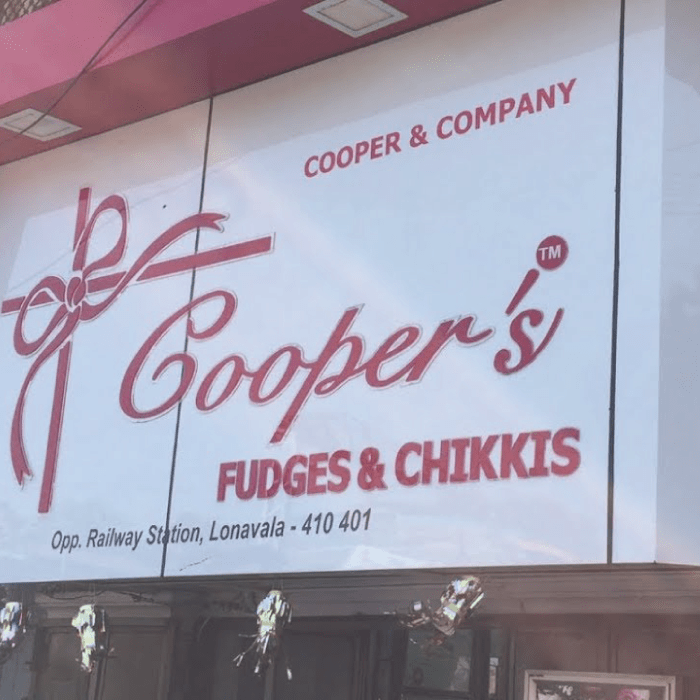 COOPER & COMPANY
Cooper's TM
FUDGES & CHIKKIS
Opp. Railway Station, Lonavala - 410 401